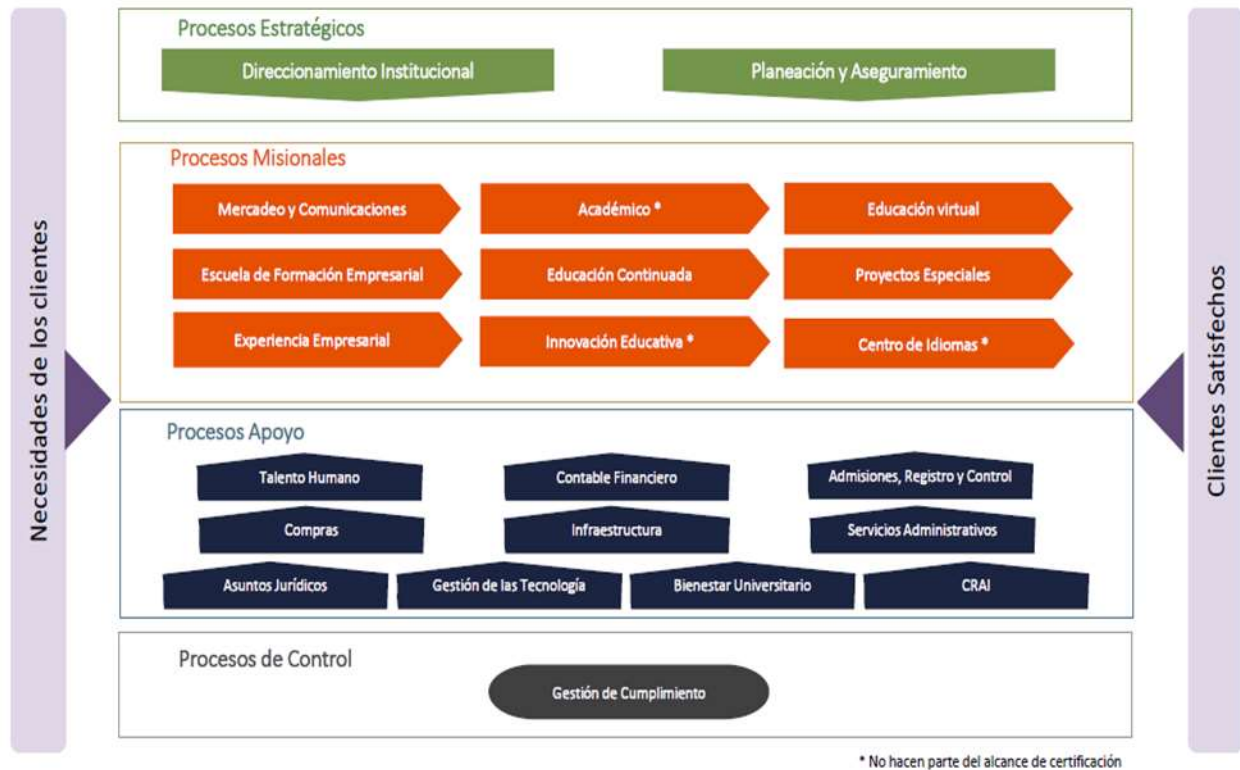 Necesidades de los clientes
Procesos Estratégicos
Direccionamiento Institucional
Planeación y Aseguramiento
Procesos Misionales
Mercadeo y Comunicaciones
Académico *
Educación virtual
Escuela de Formación Empresarial
Educación Continuada
Proyectos Especiales
Experiencia Empresarial
Innovación Educativa *
Centro de Idiomas *
Procesos Apoyo
Talento Humano
Contable Financiero
Admisiones, Registro y Control
Compras
Infraestructura
Servicios Administrativos
Asuntos Jurídicos
Gestión de las Tecnología
Bienestar Universitario
CRAI
Procesos de Control
Gestión de Cumplimiento
Clientes Satisfechos
* No hacen parte del alcance de certificación